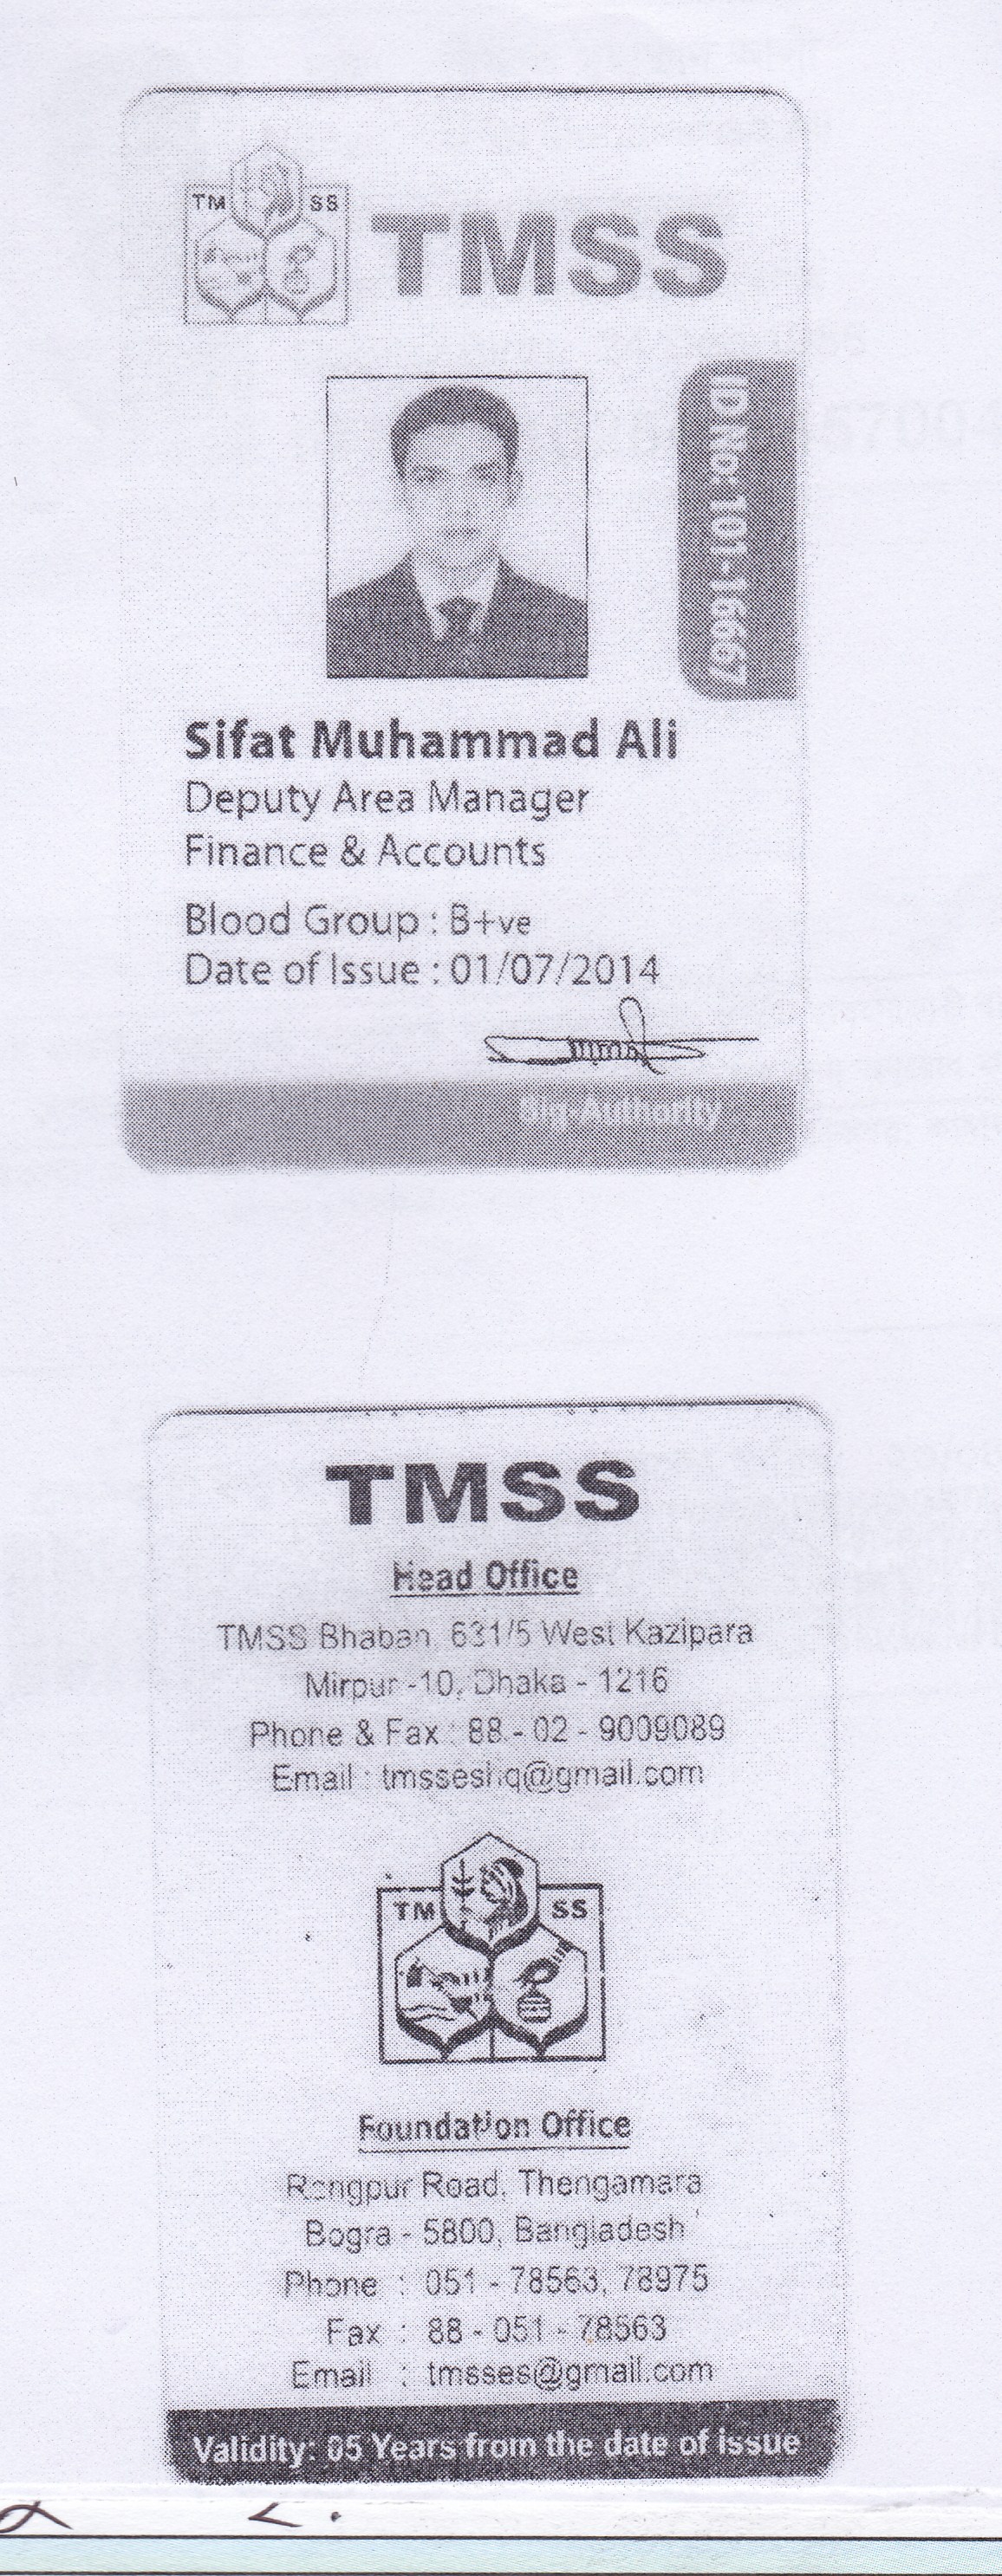 TM SS
TMSS
ID No: 101-16667
Sifat Muhammad Ali
Deputy Area Manager
Finance & Accounts
Blood Group : B+ve
Date of Issue : 01/07/2014
Sig-Authority
TMSS
Head Office
TMSS Bhaban, 631/5 West Kazipara
Mirpur -10, Dhaka - 1216
Phone & Fax : 88 - 02 - 9009089
Email : tmsseshq@gmail.com
TM SS
Foundation Office
Rangpur Road, Thengamara
Bogra - 5800, Bangladesh
Phone : 051 - 78563, 78975
Fax : 88 - 051 - 78563
Email : tmsses@gmail.com
Validity: 05 Years from the date of issue